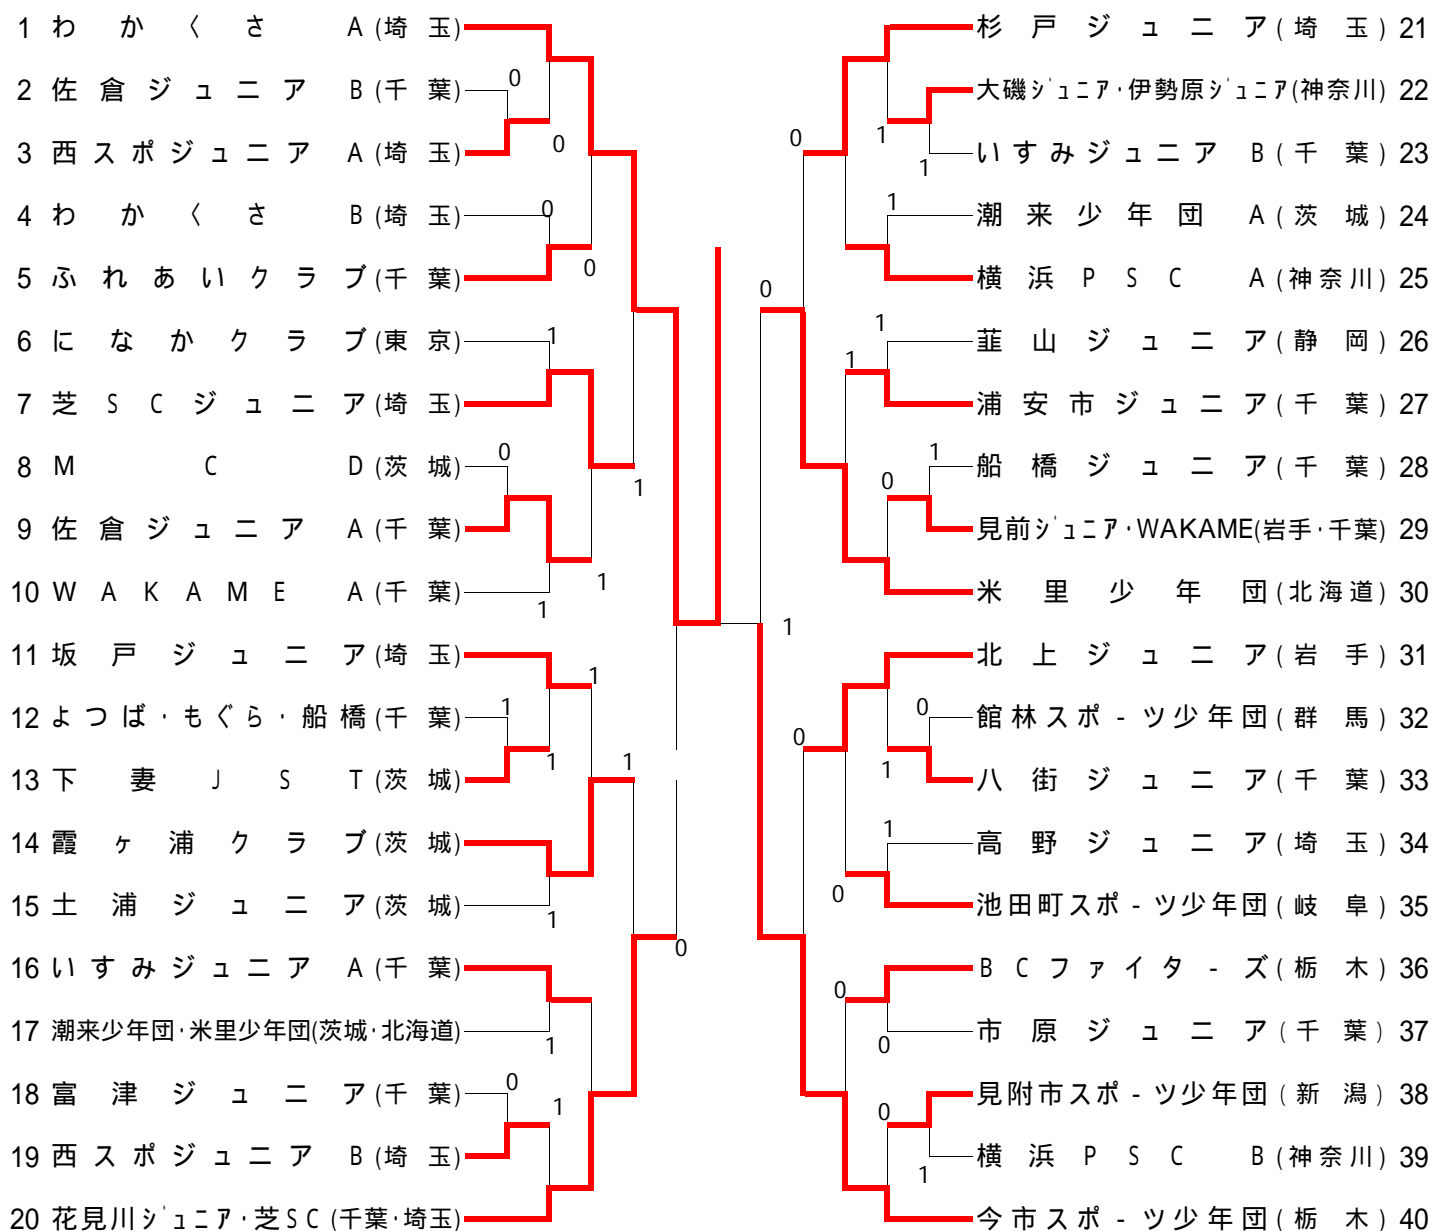 1 わかくさ A (埼玉)
2 佐倉ジュニア B (千葉)
3 西スポジュニア A (埼玉)
4 わかくさ B (埼玉)
5 ふれあいクラブ (千葉)
6 になかクラブ (東京)
7 芝SCジュニア (埼玉)
8 MCD (茨城)
9 佐倉ジュニア A (千葉)
10 WAKAME A (千葉)
11 坂戸ジュニア (埼玉)
12 よつば・もぐら・船橋 (千葉)
13 下妻JST (茨城)
14 霞ヶ浦クラブ (茨城)
15 土浦ジュニア (茨城)
16 いすみジュニア A (千葉)
17 潮来少年団・米里少年団(茨城・北海道)
18 富津ジュニア (千葉)
19 西スポジュニア B (埼玉)
20 花見川ジュニア・芝SC (千葉・埼玉)
0
0
0
0
1
0
1
1
1
1
1
1
1
1
0
1
0
1
0
1
0
1
0
1
1
1
1
0
1
0
0
1
1
0
0
0
0
1
杉戸ジュニア (埼玉) 21
大磯ジュニア・伊勢原ジュニア(神奈川) 22
いすみジュニア B (千葉) 23
潮来少年団 A (茨城) 24
横浜PSC A (神奈川) 25
韮山ジュニア (静岡) 26
浦安市ジュニア (千葉) 27
船橋ジュニア (千葉) 28
見前ジュニア・WAKAME(岩手・千葉) 29
米里少年団 (北海道) 30
北上ジュニア (岩手) 31
館林スポ-ツ少年団 (群馬) 32
八街ジュニア (千葉) 33
高野ジュニア (埼玉) 34
池田町スポ-ツ少年団 (岐阜) 35
BCファイタ-ズ (栃木) 36
市原ジュニア (千葉) 37
見附市スポ-ツ少年団 (新潟) 38
横浜PSC B (神奈川) 39
今市スポ-ツ少年団 (栃木) 40